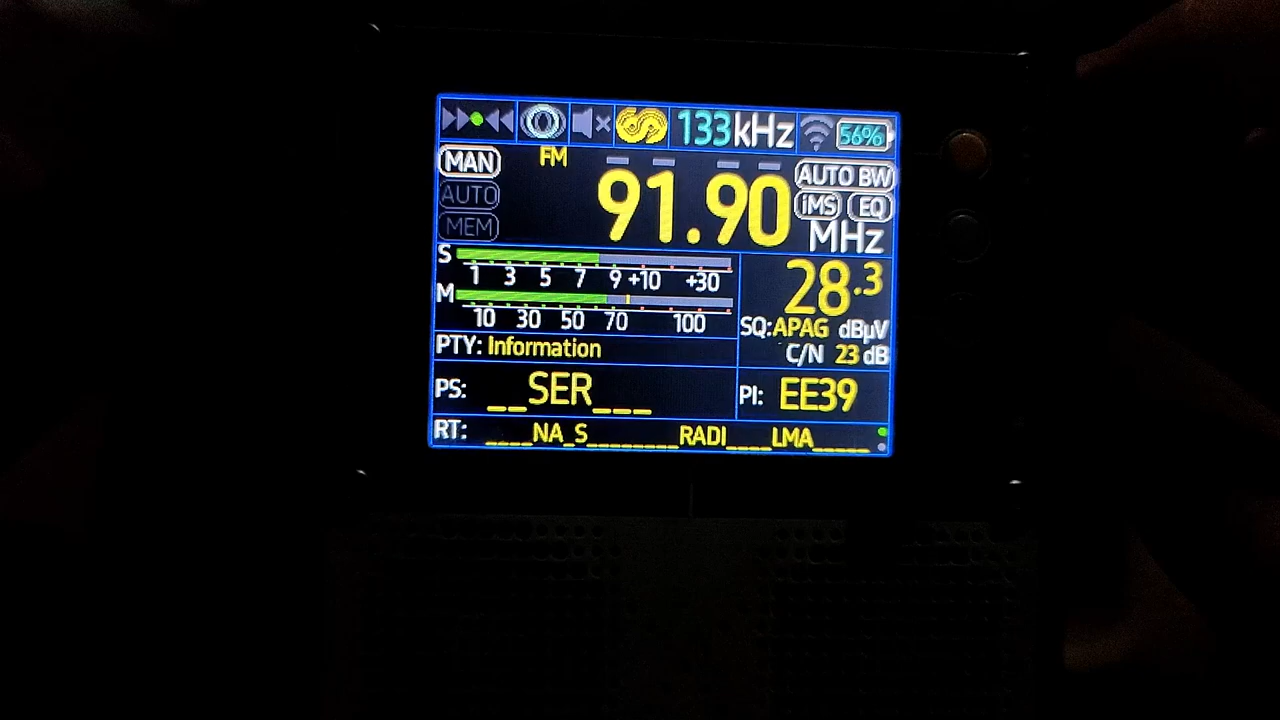 133kHz 56%
MAN FM AUTO BW
AUTO 91.90 iMS EQ
MEM MHz
S 1 3 5 7 9 +10 +30
28.3
M 10 30 50 70 100
SQ:APAG dBµV
PTY: Information C/N 23 dB
PS: __SER___ PI: EE39
RT: ____NA_S________RADI____LMA_____